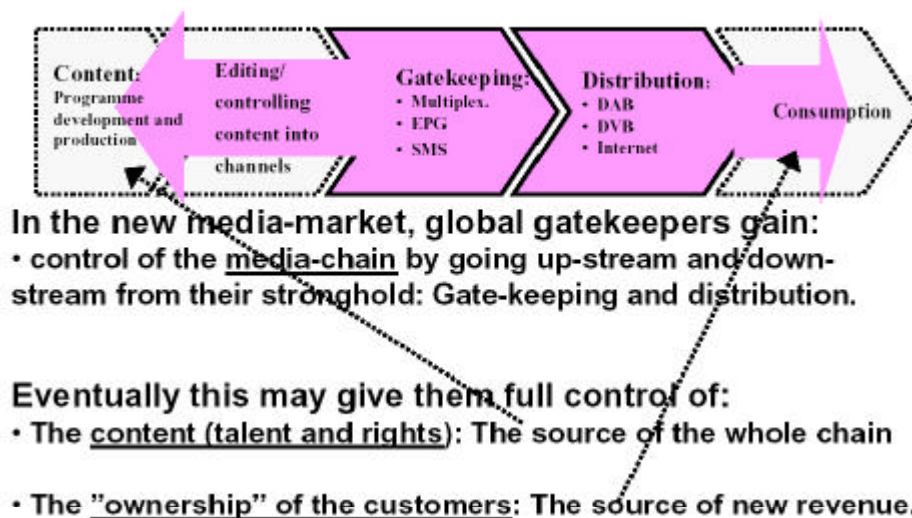 Content:
Programme
development and
production
Editing/
controlling
content into
channels
Gatekeeping:
• Multiplex.
• EPG
• SMS
Distribution:
• DAB
• DVB
• Internet
Consumption
In the new media-market, global gatekeepers gain:
• control of the media-chain by going up-stream and down-
stream from their stronghold: Gate-keeping and distribution.
Eventually this may give them full control of:
• The content (talent and rights): The source of the whole chain
• The ”ownership” of the customers: The source of new revenue.